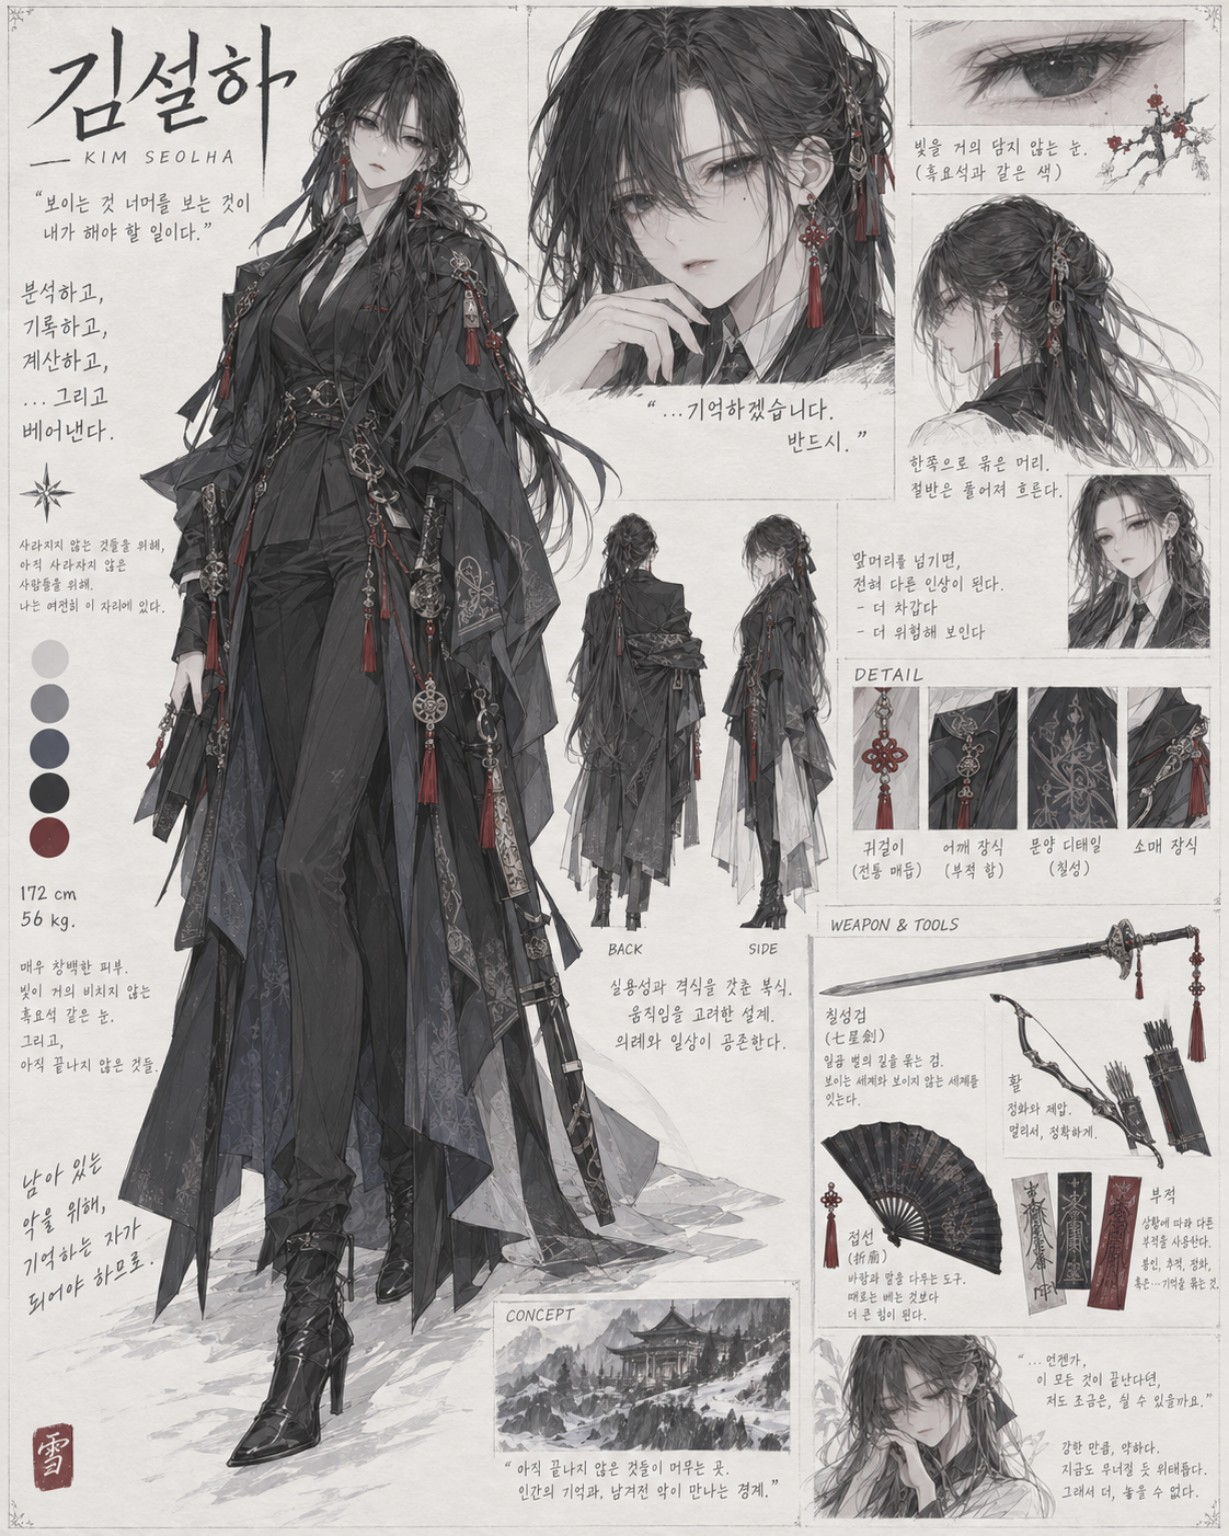 김설하
KIM SEOLHA
“보이는 것 너머를 보는 것이
내가 해야 할 일이다.”
분석하고,
기록하고,
계산하고,
... 그리고
베어낸다.
사라지지 않는 것들을 위해,
아직 사라자지 않은
사람들을 위해.
나는 여전히 이 자리에 있다.
172 cm
56 kg.
매우 창백한 피부.
빛이 거의 비치지 않는
흑요석 같은 눈.
그리고,
아직 끝나지 않은 것들.
남아 있는
악을 위해,
기억하는 자가
되어야 하므로.
雪
“...기억하겠습니다.
반드시.”
빛을 거의 담지 않는 눈.
(흑요석과 같은 색)
한쪽으로 묶은 머리.
절반은 풀어져 흐른다.
앞머리를 넘기면,
전혀 다른 인상이 된다.
- 더 차갑다
- 더 위험해 보인다
DETAIL
귀걸이
(전통 매듭)
어깨 장식
(부적 함)
문양 디테일
(칠성)
소매 장식
BACK
SIDE
실용성과 격식을 갖춘 복식.
움직임을 고려한 설계.
의례와 일상이 공존한다.
WEAPON & TOOLS
칠성검
(七星劍)
일곱 별의 길을 묶는 검.
보이는 세계와 보이지 않는 세계를
잇는다.
활
정화와 제압.
멀리서, 정확하게.
접선
바람과 말을 다우는 도구.
때로는 베는 것보다
더 큰 힘이 된다.
부적
상황에 따라 다른
부적을 사용한다.
봉인, 추적, 정화,
혹은…기억을 묶는 것.
CONCEPT
“아직 끝나지 않은 것들이 머무는 곳.
인간의 기억과, 남겨전 악이 만나는 경계.”
“...언젠가,
이 모든 것이 끝난다면,
저도 조금은, 쉴 수 있을까요.”
강한 만큼, 약하다.
지금도 무너질 듯 위태롭다.
그래서 더, 놓을 수 없다.